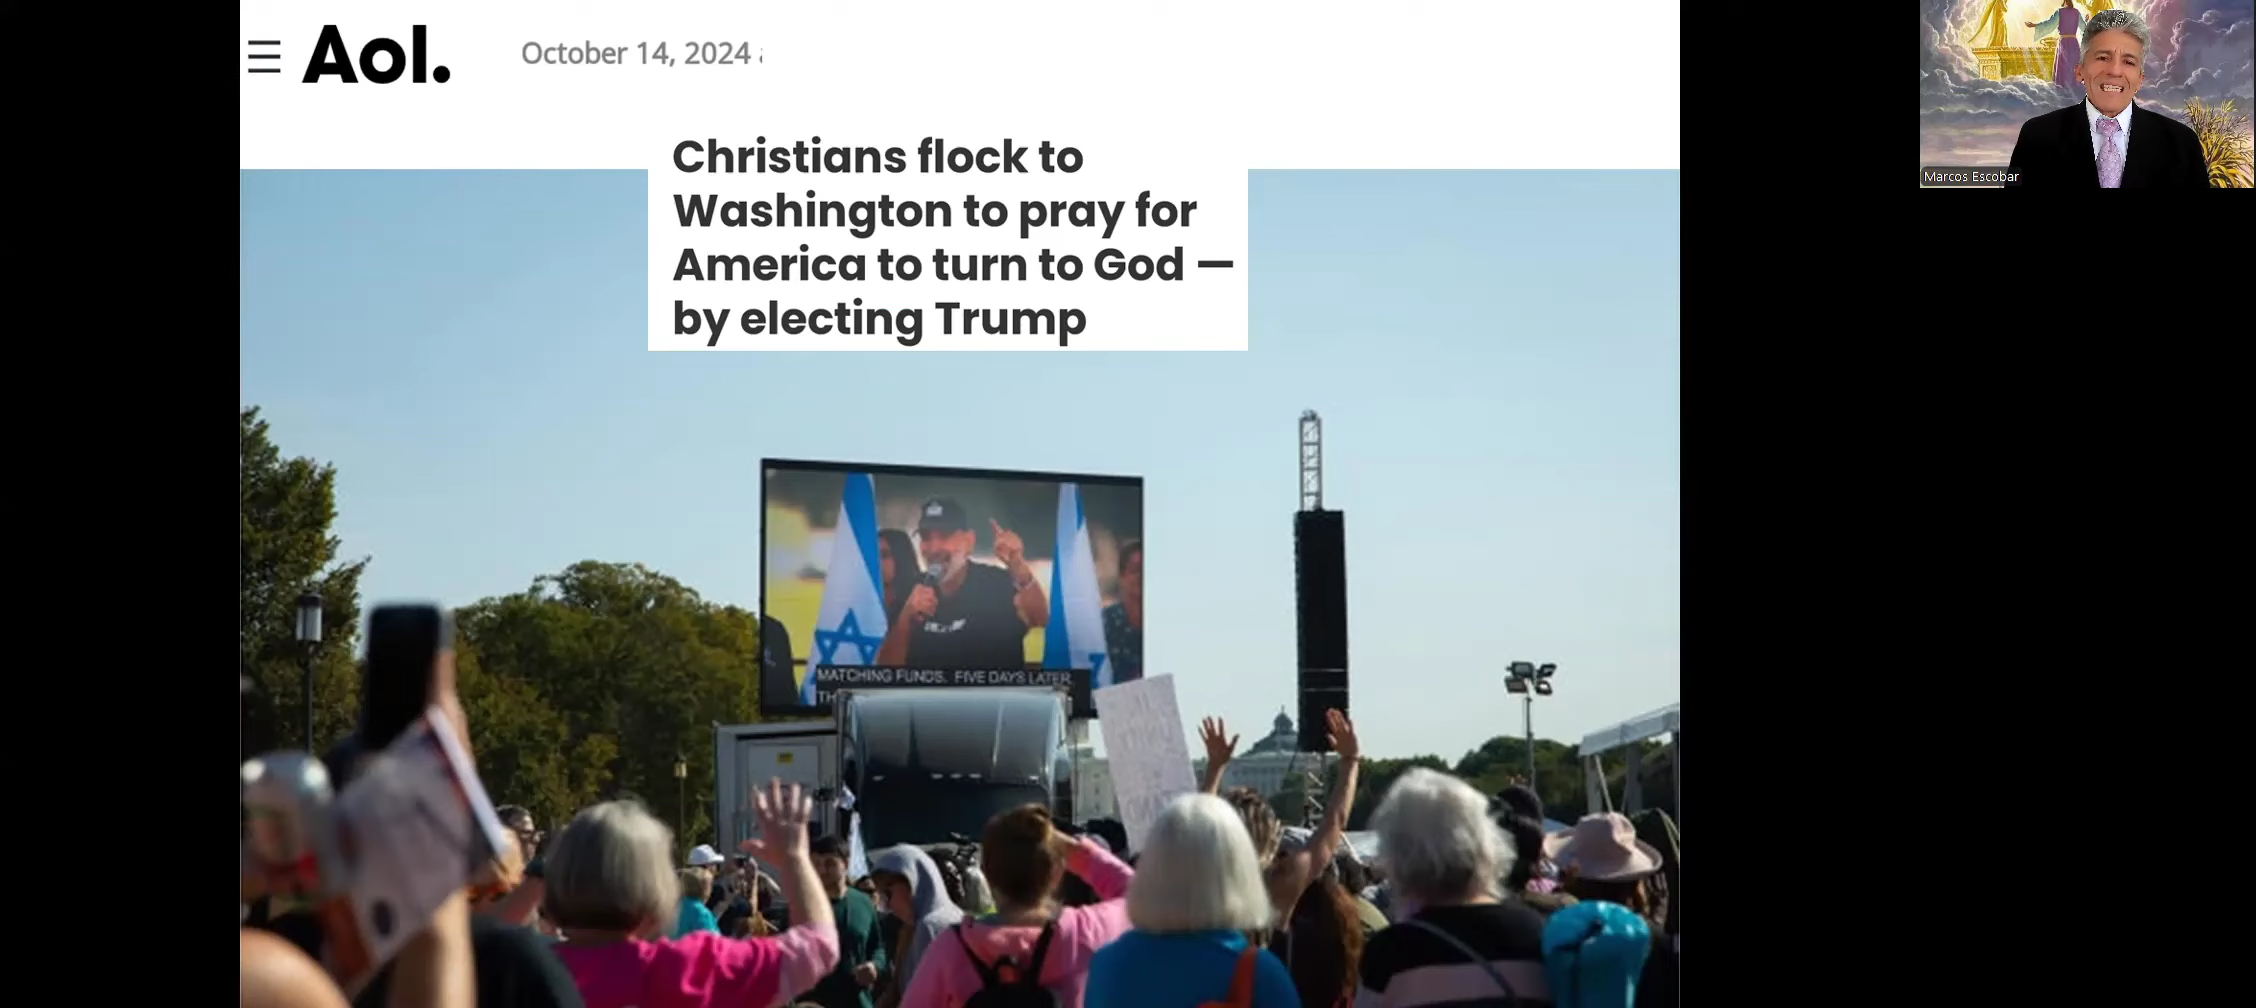 Aol.
October 14, 2024
Christians flock to
Washington to pray for
America to turn to God —
by electing Trump
Marcos Escobar
MATCHING FUNDS. FIVE DAYS LATER,
TH